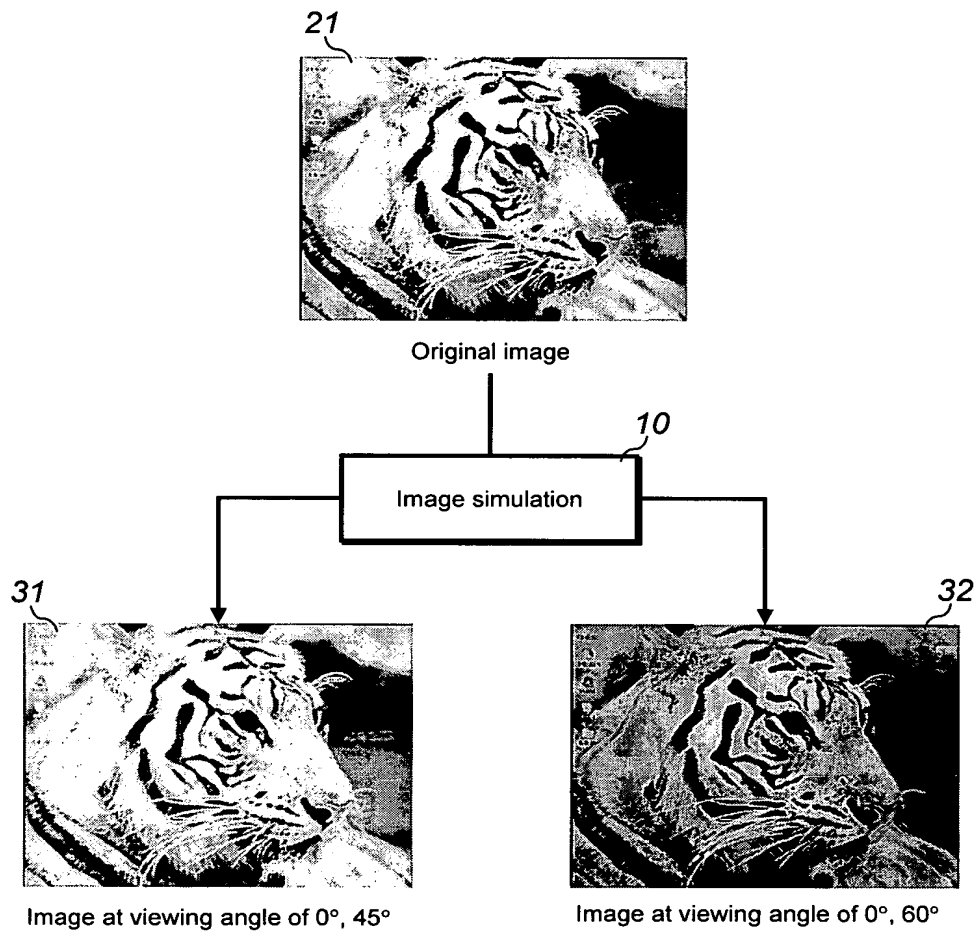 21
Original image
10
Image simulation
31
32
Image at viewing angle of 0°, 45°
Image at viewing angle of 0°, 60°